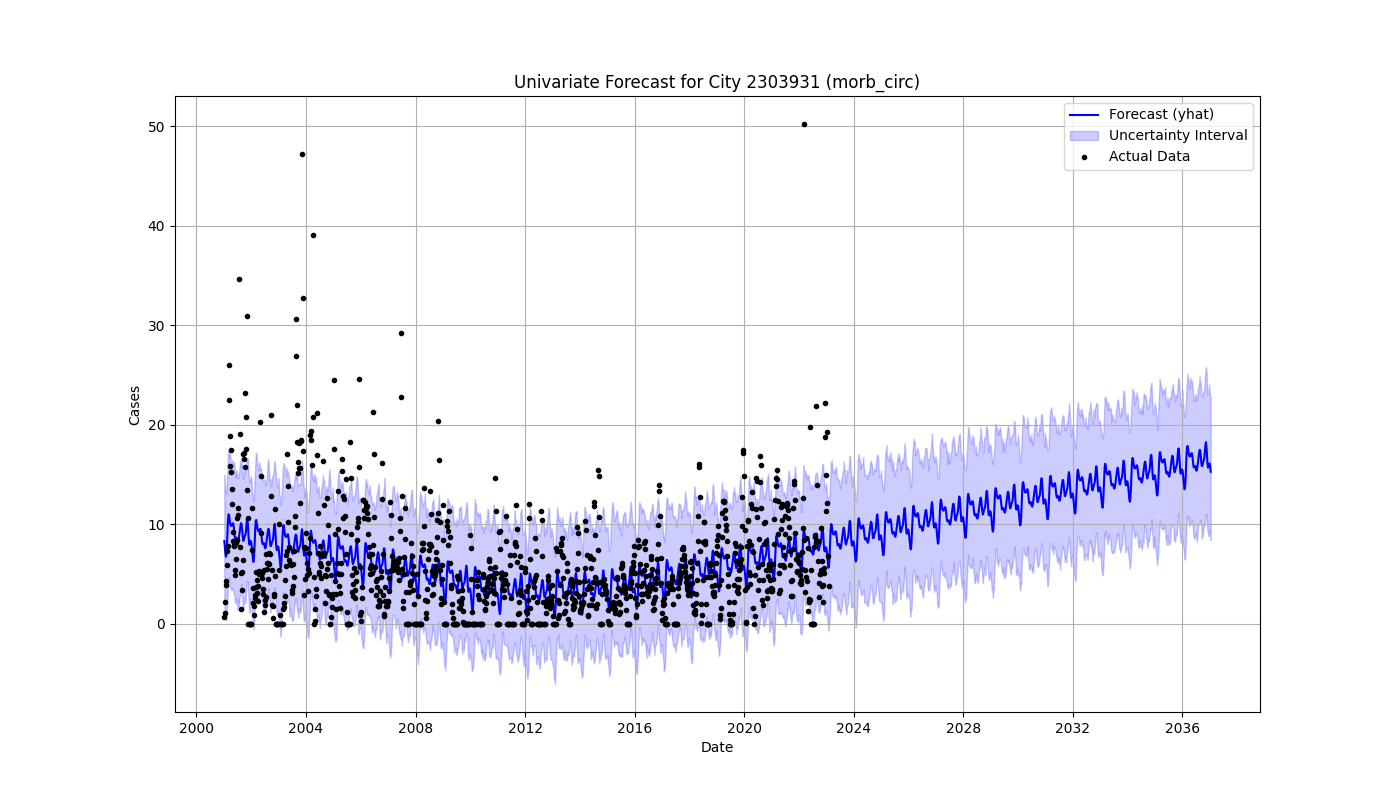 Univariate Forecast for City 2303931 (morb_circ)
Forecast (yhat)
Uncertainty Interval
Actual Data
Cases
50
40
30
20
10
0
2000 2004 2008 2012 2016 2020 2024 2028 2032 2036
Date